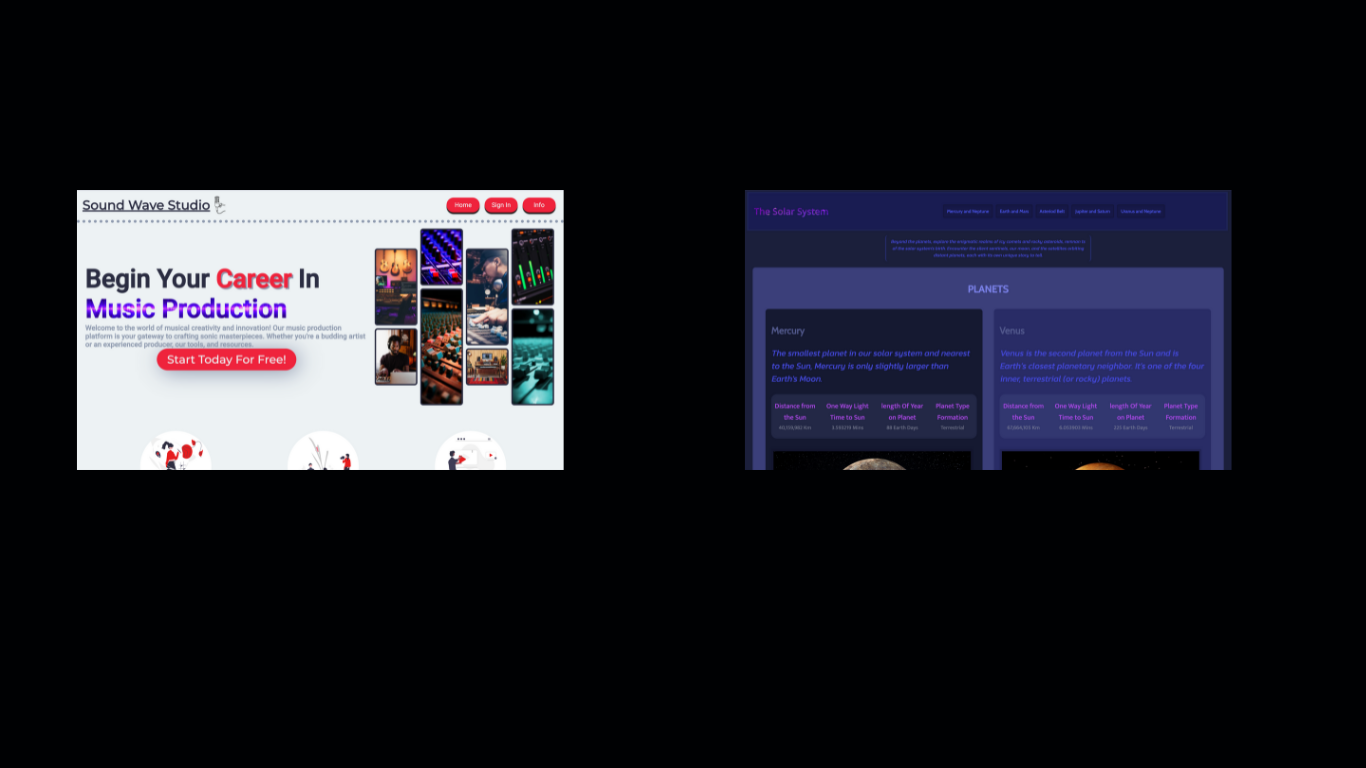 Sound Wave Studio
Home
Sign In
Info
Begin Your Career In
Music Production
Welcome to the world of musical creativity and innovation! Our music production
platform is your gateway to crafting sonic masterpieces. Whether you're a budding artist
or an experienced producer, our tools, and resources.
Start Today For Free!
The Solar System
Mercury and Neptune
Earth and Mars
Asteroid Belt
Jupiter and Saturn
Uranus and Neptune
PLANETS
Mercury
The smallest planet in our solar system and nearest
to the Sun, Mercury is only slightly larger than
Earth's Moon.
Distance from
the Sun
One Way Light
Time to Sun
length Of Year
on Planet
88 Earth Days
Planet Type
Formation
Terrestrial
Venus
Venus is the second planet from the Sun and is
Earth's closest planetary neighbor. It's one of the four
inner, terrestrial (or rocky) planets.
Distance from
the Sun
One Way Light
Time to Sun
length Of Year
on Planet
225 Earth Days
Planet Type
Formation
Terrestrial